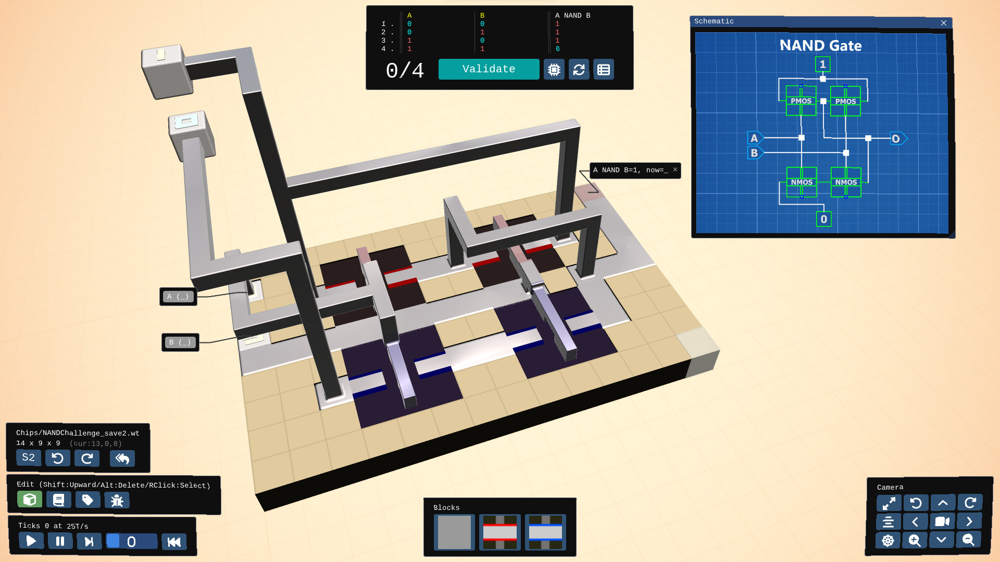 A B A NAND B
1 . 0 0 1
2 . 0 1 1
3 . 1 0 1
4 . 1 1 0
0/4 Validate
Schematic
NAND Gate
1
PMOS PMOS
A
B
O
NMOS NMOS
0
A NAND B=1, now=_ ×
A (_)
B (_)
Chips/NANDChallenge_save2.wt
14 x 9 x 9 (cur:13,0,8)
S2
Edit (Shift:Upward/Alt:Delete/RClick:Select)
Ticks 0 at 25T/s
0
Blocks
Camera